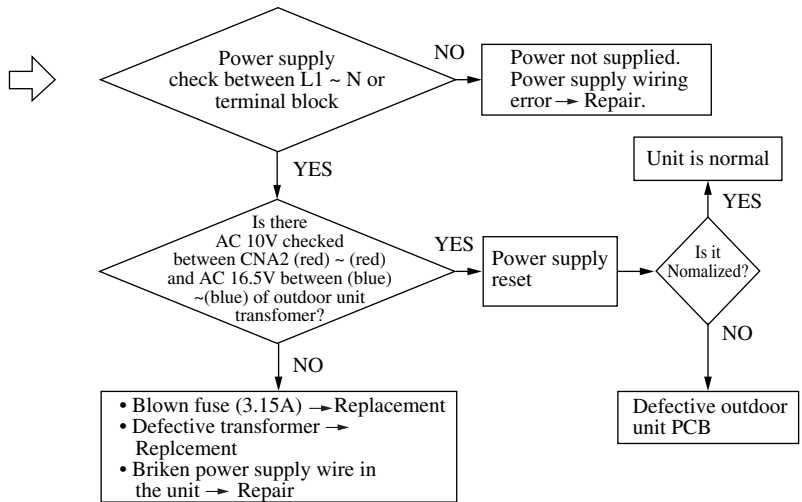 Power supply
check between L1 ~ N or
terminal block
NO
Power not supplied.
Power supply wiring
error → Repair.
YES
Is there
AC 10V checked
between CNA2 (red) ~ (red)
and AC 16.5V between (blue)
~(blue) of outdoor unit
transfomer?
YES
Power supply
reset
Is it
Nomalized?
YES
Unit is normal
NO
Defective outdoor
unit PCB
NO
• Blown fuse (3.15A) → Replacement
• Defective transformer →
Replcement
• Briken power supply wire in
the unit → Repair